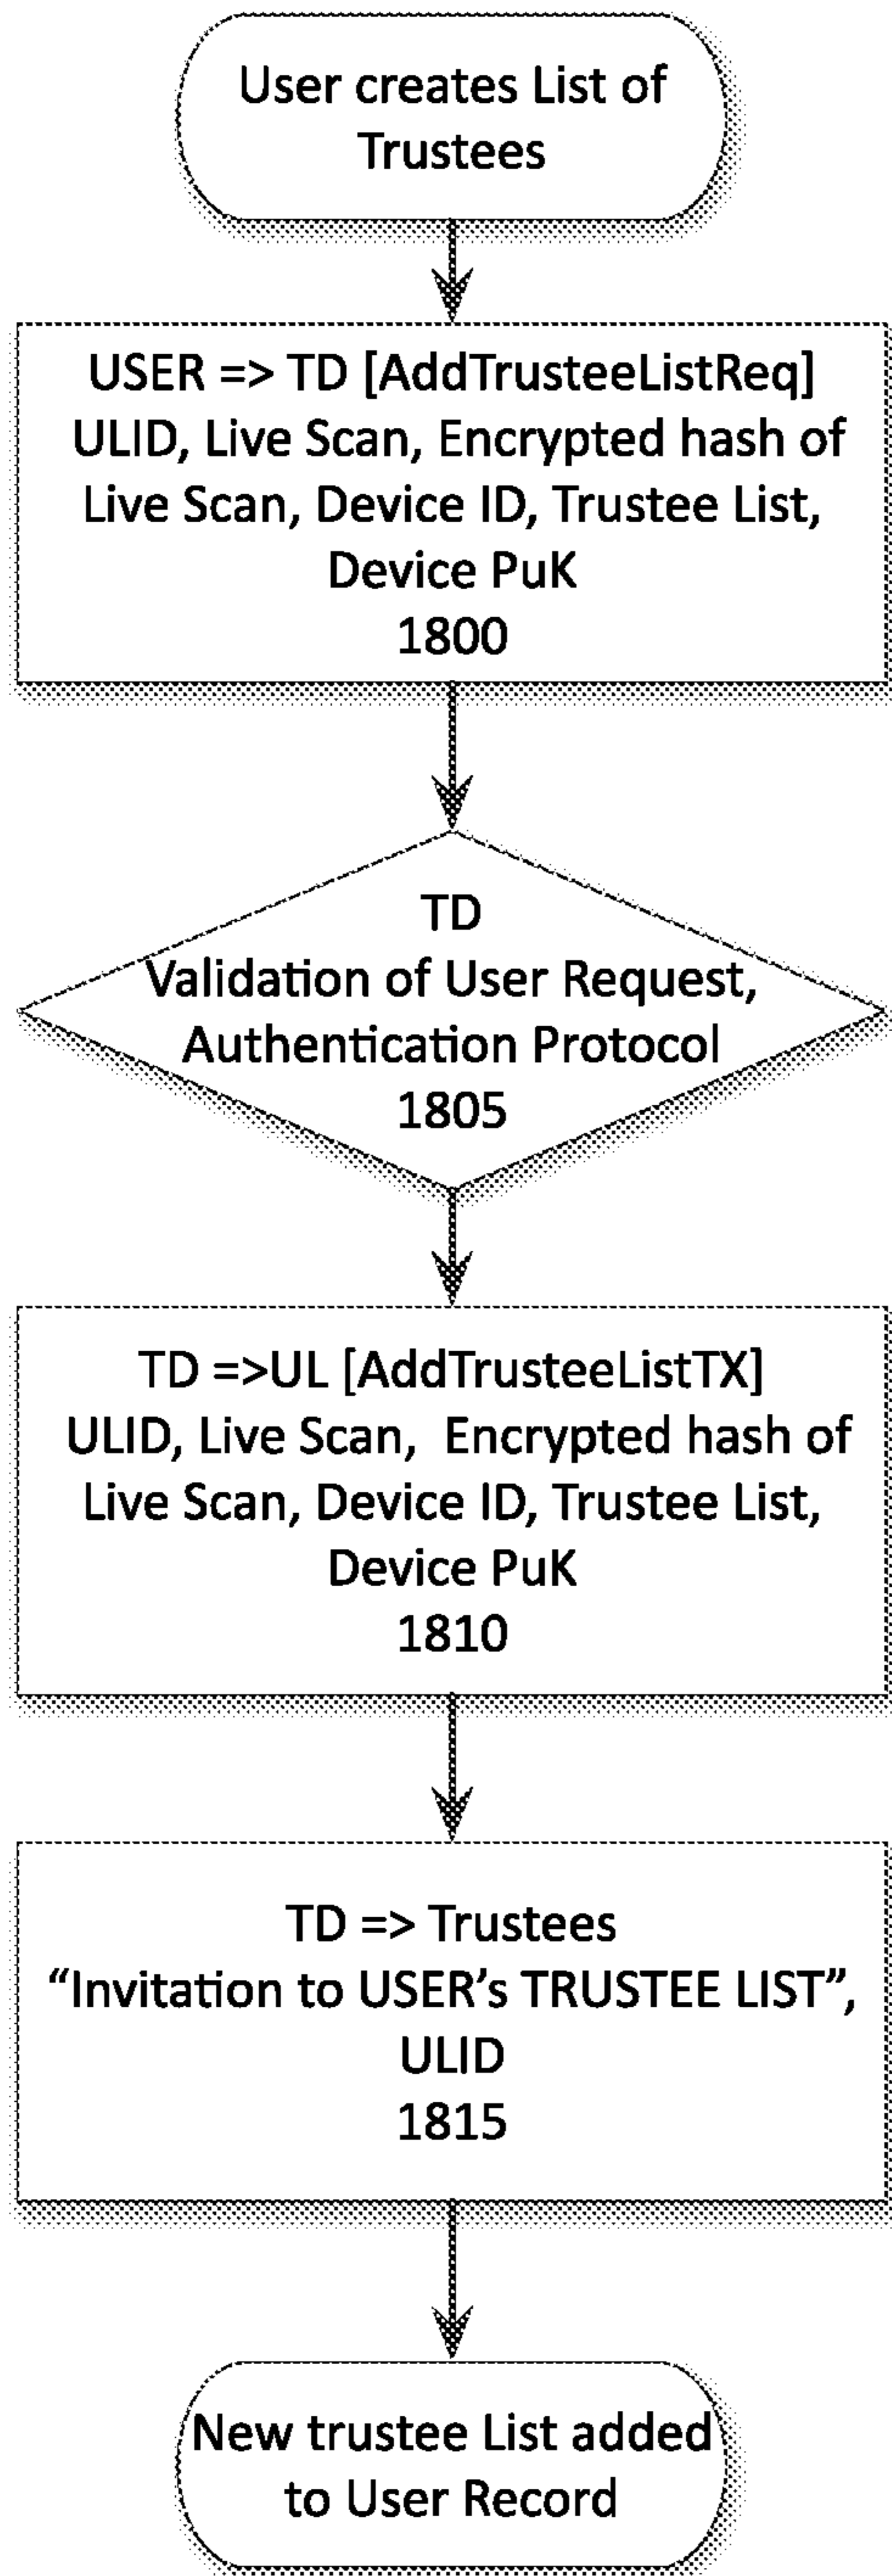 User creates List of
Trustees
USER => TD [AddTrusteeListReq]
ULID, Live Scan, Encrypted hash of
Live Scan, Device ID, Trustee List,
Device PuK
1800
TD
Validation of User Request,
Authentication Protocol
1805
TD =>UL [AddTrusteeListTX]
ULID, Live Scan, Encrypted hash of
Live Scan, Device ID, Trustee List,
Device PuK
1810
TD => Trustees
“Invitation to USER’s TRUSTEE LIST”,
ULID
1815
New trustee List added
to User Record